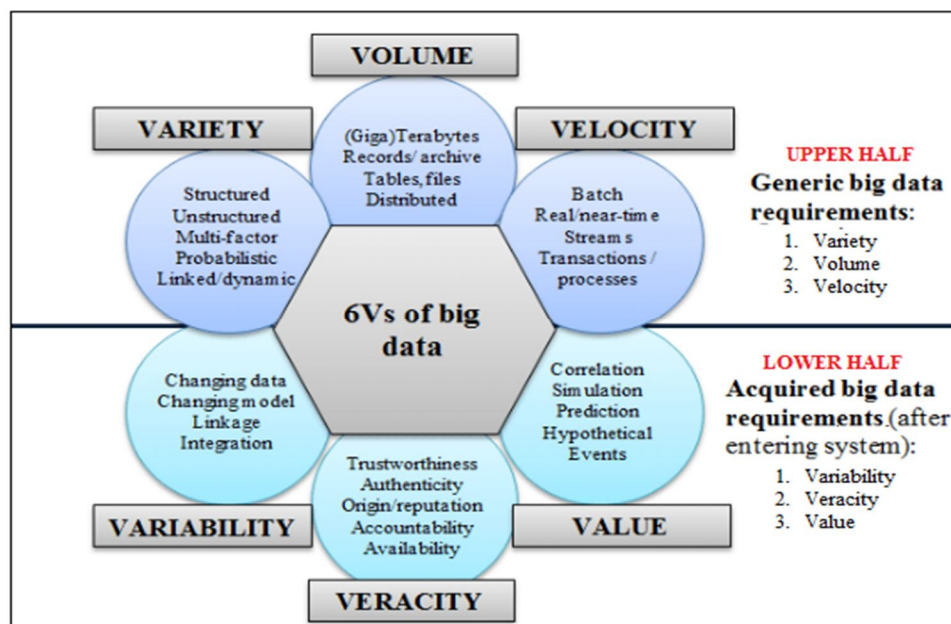 VOLUME
VARIETY
VELOCITY
(Giga)Terabytes
Records/ archive
Tables, files
Distributed
Structured
Unstructured
Multi-factor
Probabilistic
Linked/dynamic
Batch
Real/near-time
Streams
Transactions /
processes
UPPER HALF
Generic big data
requirements:
1. Variety
2. Volume
3. Velocity
6Vs of big
data
Changing data
Changing model
Linkage
Integration
Correlation
Simulation
Prediction
Hypothetical
Events
Trustworthiness
Authenticity
Origin/reputation
Accountability
Availability
VARIABILITY
VALUE
VERACITY
LOWER HALF
Acquired big data
requirements.(after
entering system):
1. Variability
2. Veracity
3. Value